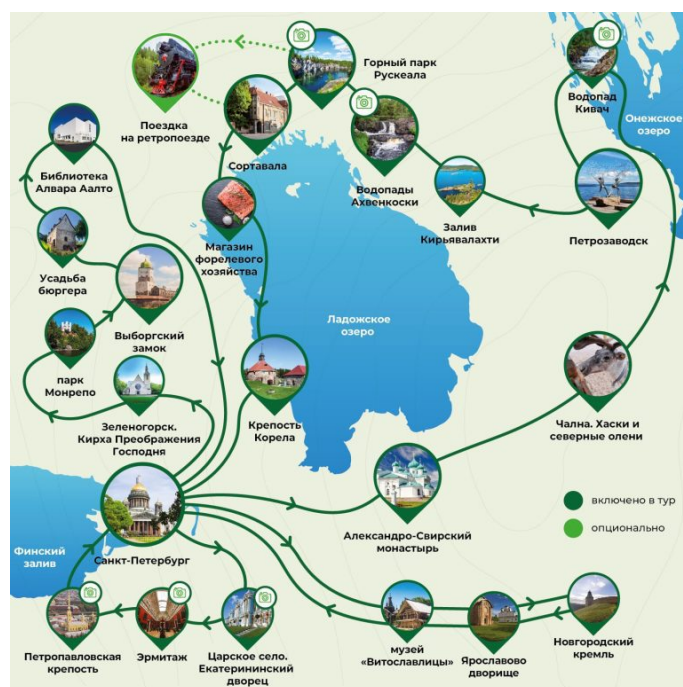 Горный парк
Рускеала
Водопад
Кивач
Онежское
озеро
Поездка
на ретропоезде
Сортавала
Библиотека
Алвара Аалто
Водопады
Ахвенкоски
Залив
Кирьявалахти
Петрозаводск
Магазин
форелевого
хозяйства
Усадьба
бюргера
Выборгский
замок
Ладожское
озеро
парк
Монрепо
Зеленогорск.
Кирха Преображения
Господня
Крепость
Корела
Чална. Хаски и
северные олени
включено в тур
опционально
Александро-Свирский
монастырь
Финский
залив
Санкт-Петербург
Петропавловская
крепость
Эрмитаж
Царское село.
Екатерининский
дворец
музей
«Витославлицы»
Ярославово
дворище
Новгородский
кремль